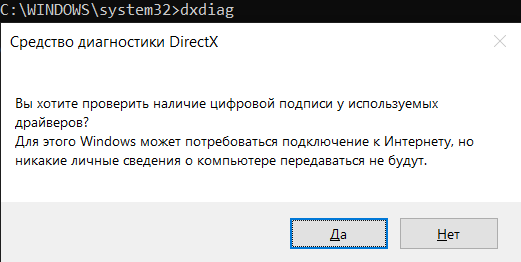 C:\WINDOWS\system32>dxdiag
Средство диагностики DirectX
Вы хотите проверить наличие цифровой подписи у используемых
драйверов?
Для этого Windows может потребоваться подключение к Интернету, но
никакие личные сведения о компьютере передаваться не будут.
Да
Нет